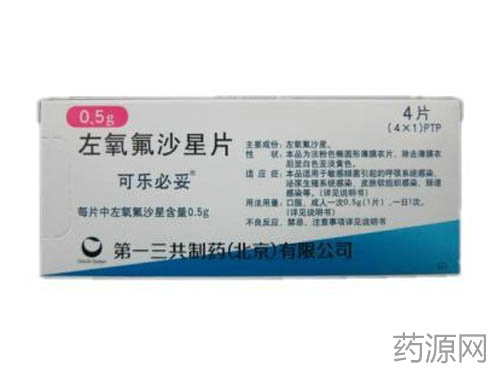 0.5g
左氧氟沙星片
可乐必妥®
每片中左氧氟沙星含量0.5g
4片
(4×1)PTP
主要成份：左氧氟沙星。
性 状：本品为淡粉色椭圆形薄膜衣片，除去薄膜衣
后显白色至淡黄色。
适 应 症：本品适用于敏感细菌引起的呼吸系统感染、
泌尿生殖系统感染、皮肤软组织感染、肠道
感染等。（详见说明书）
用法用量：口服，成人一次0.5g(1片)，一日1次。
（详见说明书）
不良反应、禁忌、注意事项详见说明书
第一三共制药(北京)有限公司
Daiichi-Sankyo
药源网